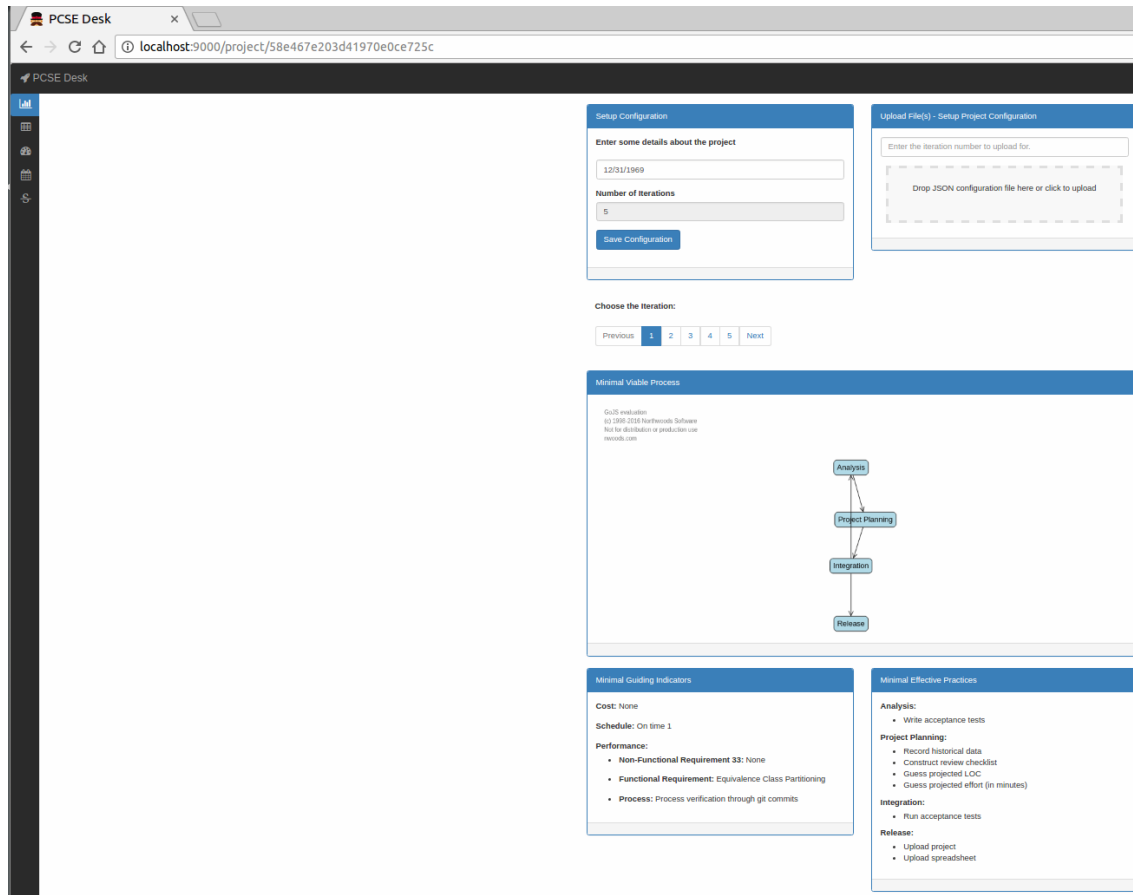 PCSE Desk
localhost:9000/project/58e467e203d41970e0ce725c
PCSE Desk
Setup Configuration
Enter some details about the project
12/31/1969
Number of Iterations
5
Save Configuration
Upload File(s) - Setup Project Configuration
Enter the iteration number to upload for.
Drop JSON configuration file here or click to upload
Choose the Iteration:
Previous 1 2 3 4 5 Next
Minimal Viable Process
GoJS evaluation
(c) 1998-2016 Northwoods Software
Not for distribution or production use
nwoods.com
Analysis
Project Planning
Integration
Release
Minimal Guiding Indicators
Cost: None
Schedule: On time 1
Performance:
• Non-Functional Requirement 33: None
• Functional Requirement: Equivalence Class Partitioning
• Process: Process verification through git commits
Minimal Effective Practices
Analysis:
• Write acceptance tests
Project Planning:
• Record historical data
• Construct review checklist
• Guess projected LOC
• Guess projected effort (in minutes)
Integration:
• Run acceptance tests
Release:
• Upload project
• Upload spreadsheet